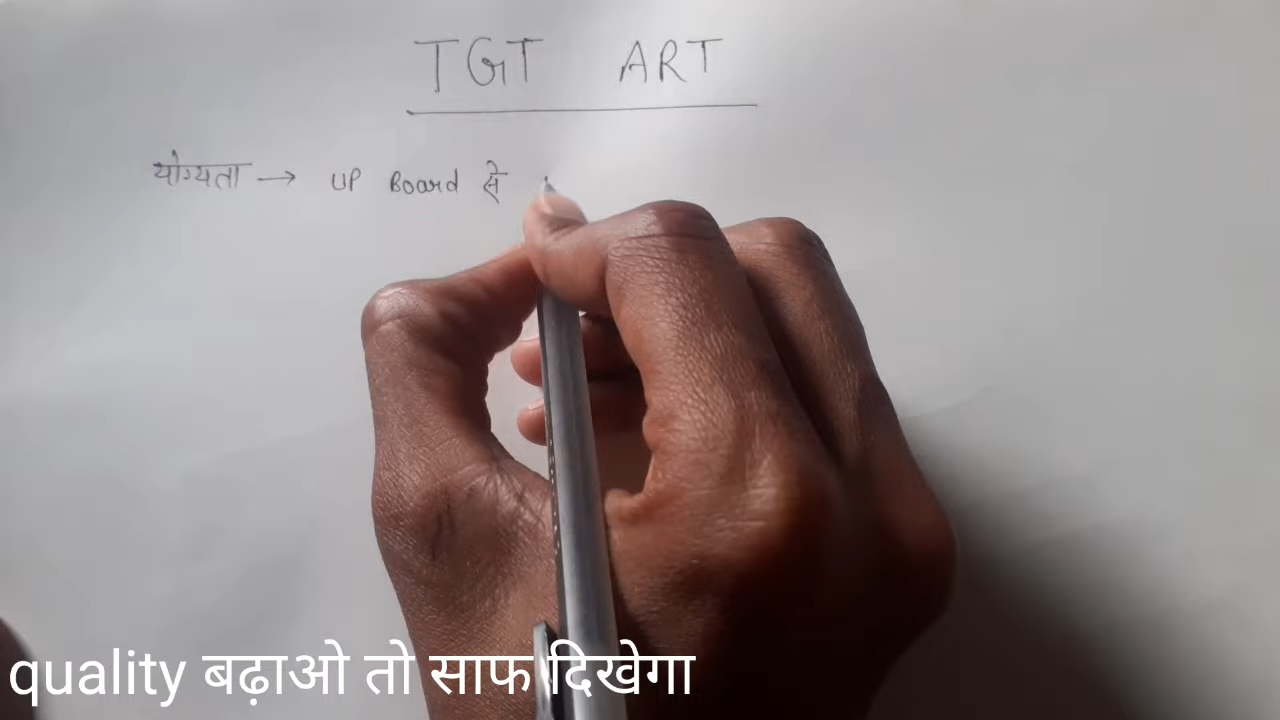 TGT ART
योग्यता → UP Board से
quality बढ़ाओ तो साफ दिखेगा